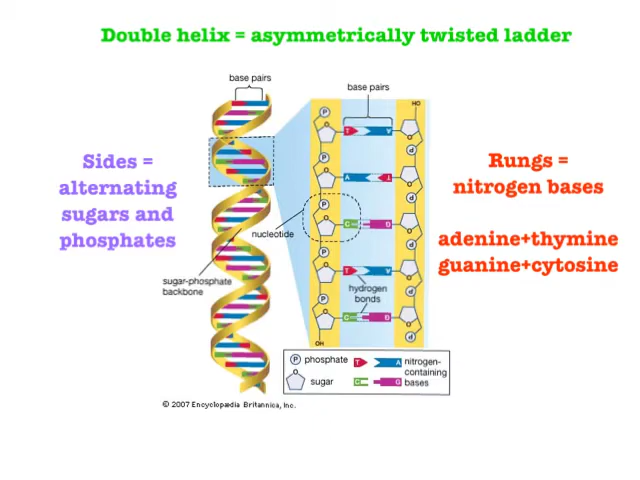 Double helix = asymmetrically twisted ladder
base pairs
base pairs
HO
Sides =
alternating
sugars and
phosphates
Rungs =
nitrogen bases
adenine+thymine
guanine+cytosine
P
O
T
A
O
P
P
O
A
T
O
P
P
O
C
G
O
P
nucleotide
sugar-phosphate
backbone
P
O
T
A
O
P
hydrogen
bonds
P
O
C
G
O
P
OH
P phosphate
T A nitrogen-
containing
O
sugar
C G bases
© 2007 Encyclopædia Britannica, Inc.